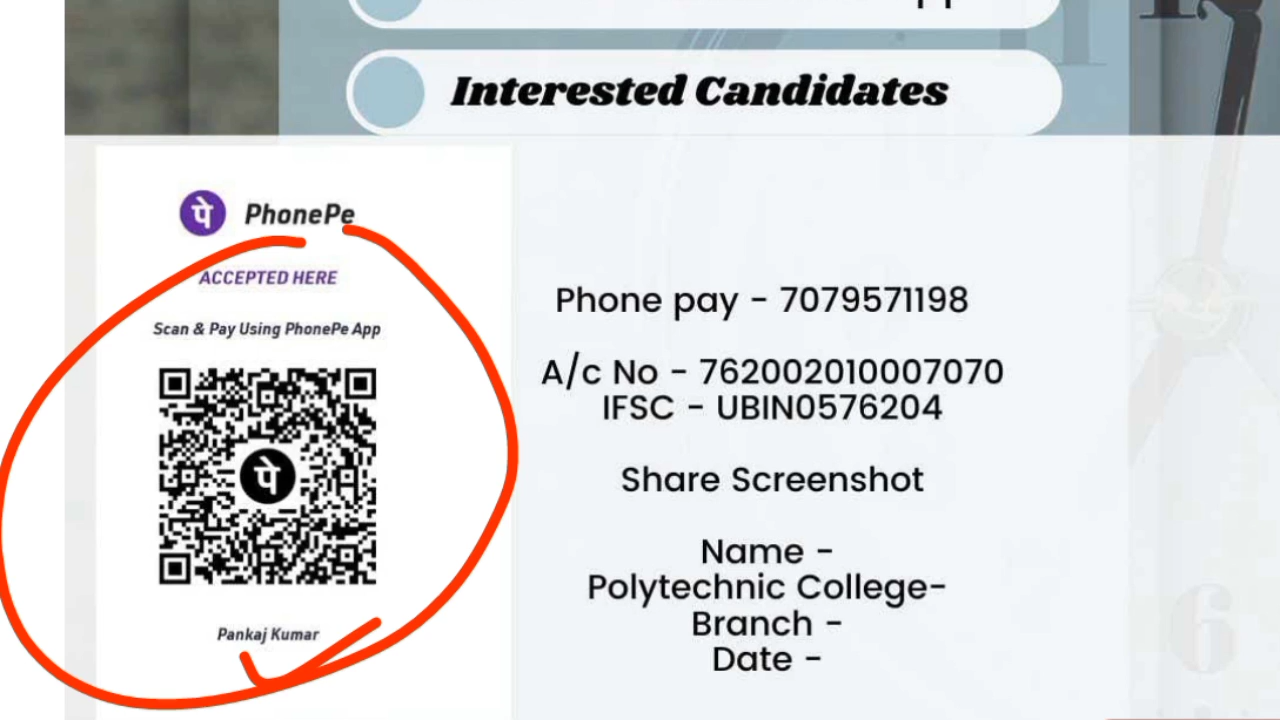 Interested Candidates
पे PhonePe
ACCEPTED HERE
Scan & Pay Using PhonePe App
पे
Pankaj Kumar
Phone pay - 7079571198
A/c No - 762002010007070
IFSC - UBIN0576204
Share Screenshot
Name -
Polytechnic College-
Branch -
Date -
6